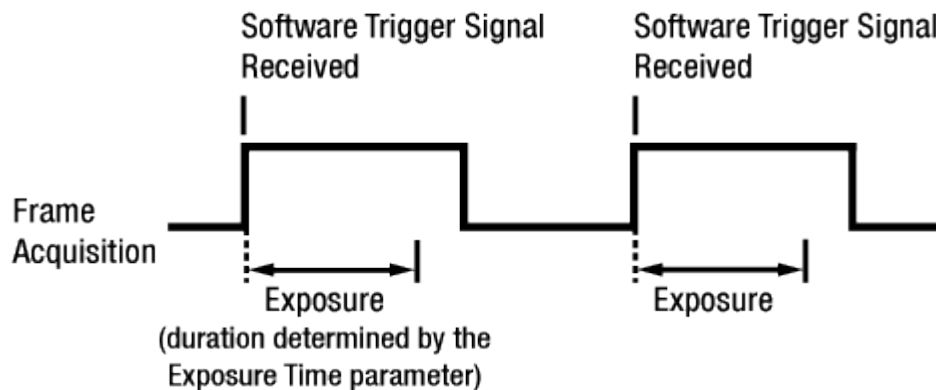 Software Trigger Signal
Received
Software Trigger Signal
Received
Frame
Acquisition
Exposure
(duration determined by the
Exposure Time parameter)
Exposure